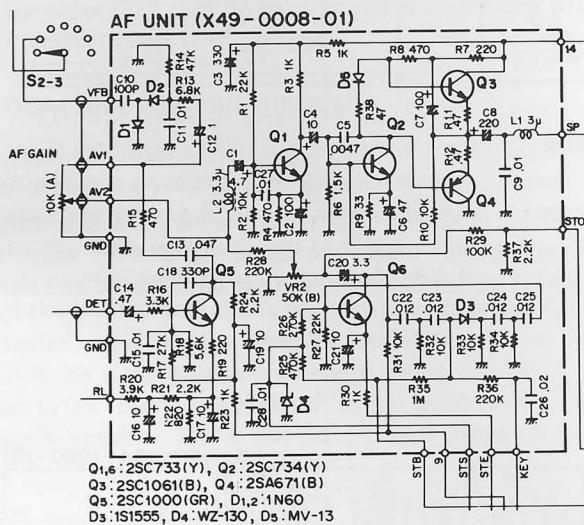 AF UNIT (X49-0008-01)
S2-3
R14 47K
R13 6.8K
C10 100P
D2
VFB
D1
C11 .01
C12 1
C3 330
R1 22K
R3 1K
R5 1K
R8 470
R7 220
14
D5
Q3
R38 47
C7 100
R11 .47
C8 220
L1 3μ
SP
C4 10
C5 .0047
Q1
Q2
R12 .47
Q4
C9 .01
AF GAIN
AV1
AV2
10K (A)
GND
R15 470
L2 3.3μ
C1 4.7
R2 10K
C27 .01
R4 470
C2 100
R6 1.5K
R9 33
C6 47
R10 10K
STO
R29 100K
R37 2.2K
C13 .047
C18 330P
R28 220K
C20 3.3
Q5
Q6
C14 .47
R16 3.3K
DET
R24 2.2K
VR2 50K(B)
C22 .012
C23 .012
D3
C24 .012
C25 .012
C15 .01
R17 27K
R18 5.6K
R19 220
C19 10
R26 270K
R27 22K
C21 10
R31 10K
R32 10K
R33 10K
R34 10K
GND
R25 470K
R35 1M
R36 220K
C26 .02
RL
R20 3.9K
R21 2.2K
C16 10
R22 820
C17 10
R23 1K
C28 .01
D4
R30 1K
STB
9
STS
STE
KEY
Q1,6 : 2SC733(Y), Q2 : 2SC734(Y)
Q3 : 2SC1061(B) Q4 : 2SA671(B)
Q5 : 2SC1000(GR) D1,2 : 1N60
D3 : 1S1555, D4 : WZ-130, D5 : MV-13